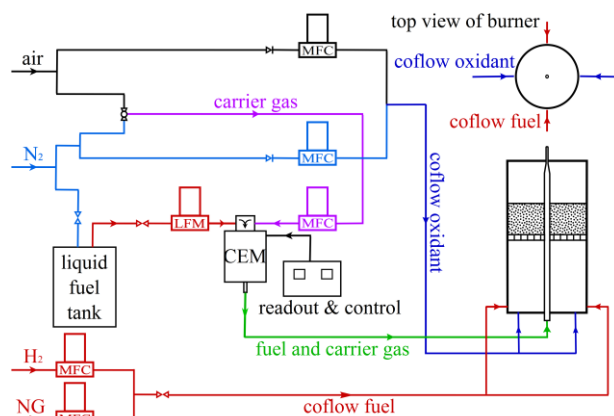 top view of burner
air
MFC
coflow oxidant
carrier gas
coflow fuel
N₂
MFC
coflow oxidant
LFM
MFC
liquid
fuel
tank
CEM
readout & control
fuel and carrier gas
H₂
MFC
NG
MFC
coflow fuel